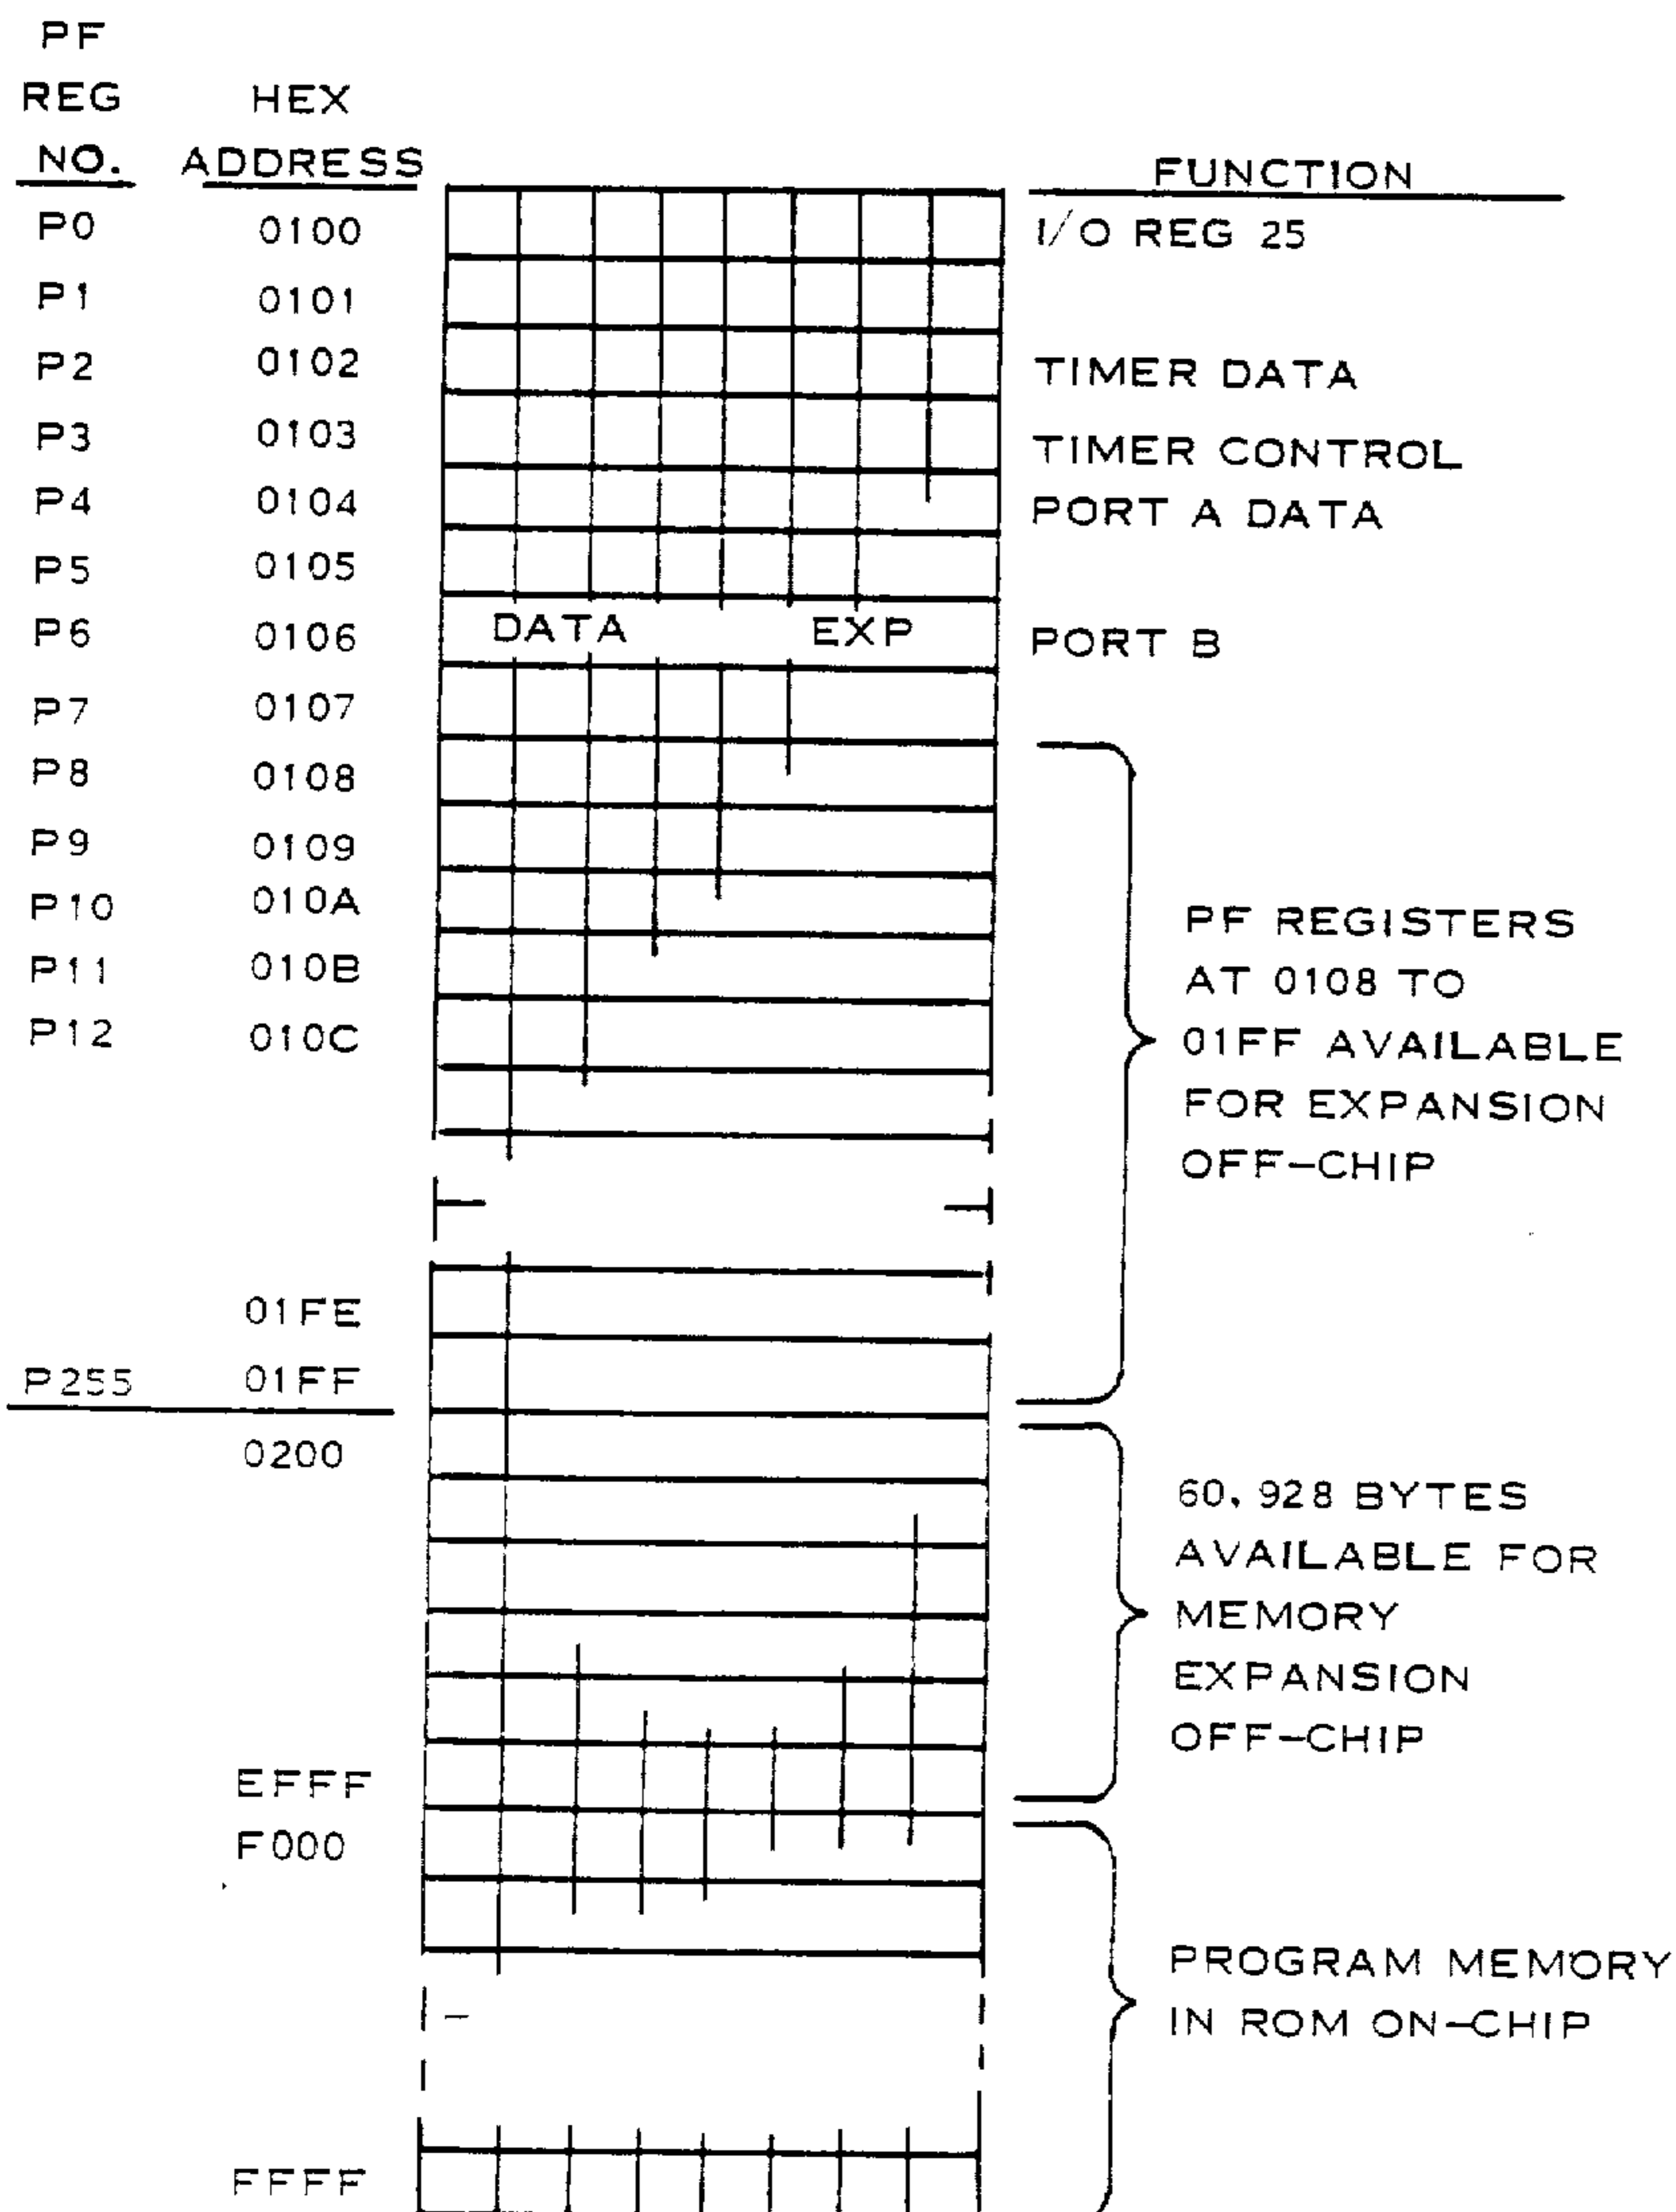 PF
REG HEX
NO. ADDRESS FUNCTION
P0 0100 I/O REG 25
P1 0101
P2 0102 TIMER DATA
P3 0103 TIMER CONTROL
P4 0104 PORT A DATA
P5 0105
P6 0106 DATA EXP PORT B
P7 0107
P8 0108
P9 0109
P10 010A
P11 010B
P12 010C
PF REGISTERS
AT 0108 TO
01FF AVAILABLE
FOR EXPANSION
OFF-CHIP
01FE
P255 01FF
0200
60,928 BYTES
AVAILABLE FOR
MEMORY
EXPANSION
OFF-CHIP
EFFF
F000
PROGRAM MEMORY
IN ROM ON-CHIP
FFFF